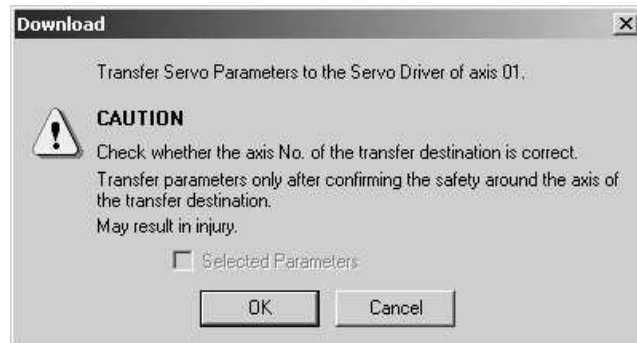 Download
Transfer Servo Parameters to the Servo Driver of axis 01.
CAUTION
Check whether the axis No. of the transfer destination is correct.
Transfer parameters only after confirming the safety around the axis of
the transfer destination.
May result in injury.
Selected Parameters
OK
Cancel